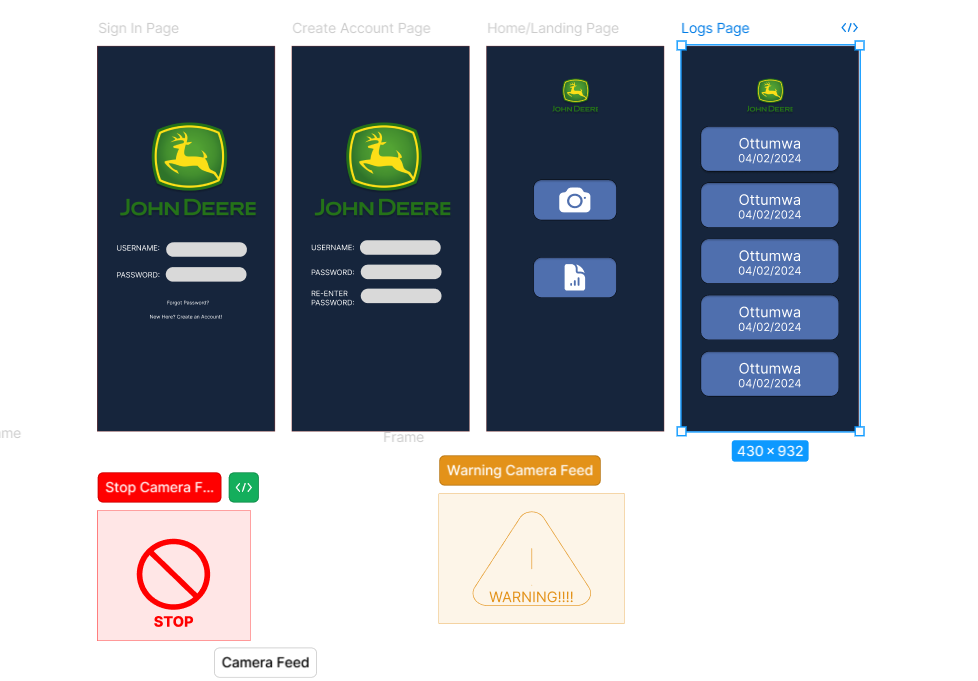 Sign In Page
JOHN DEERE
USERNAME:
PASSWORD:
Forgot Password?
New Here? Create an Account!
Create Account Page
JOHN DEERE
USERNAME:
PASSWORD:
RE-ENTER
PASSWORD:
Home/Landing Page
JOHN DEERE
Logs Page
</>
JOHN DEERE
Ottumwa
04/02/2024
Ottumwa
04/02/2024
Ottumwa
04/02/2024
Ottumwa
04/02/2024
Ottumwa
04/02/2024
430 × 932
ame
Frame
Stop Camera F...
</>
STOP
Warning Camera Feed
WARNING!!!!
Camera Feed